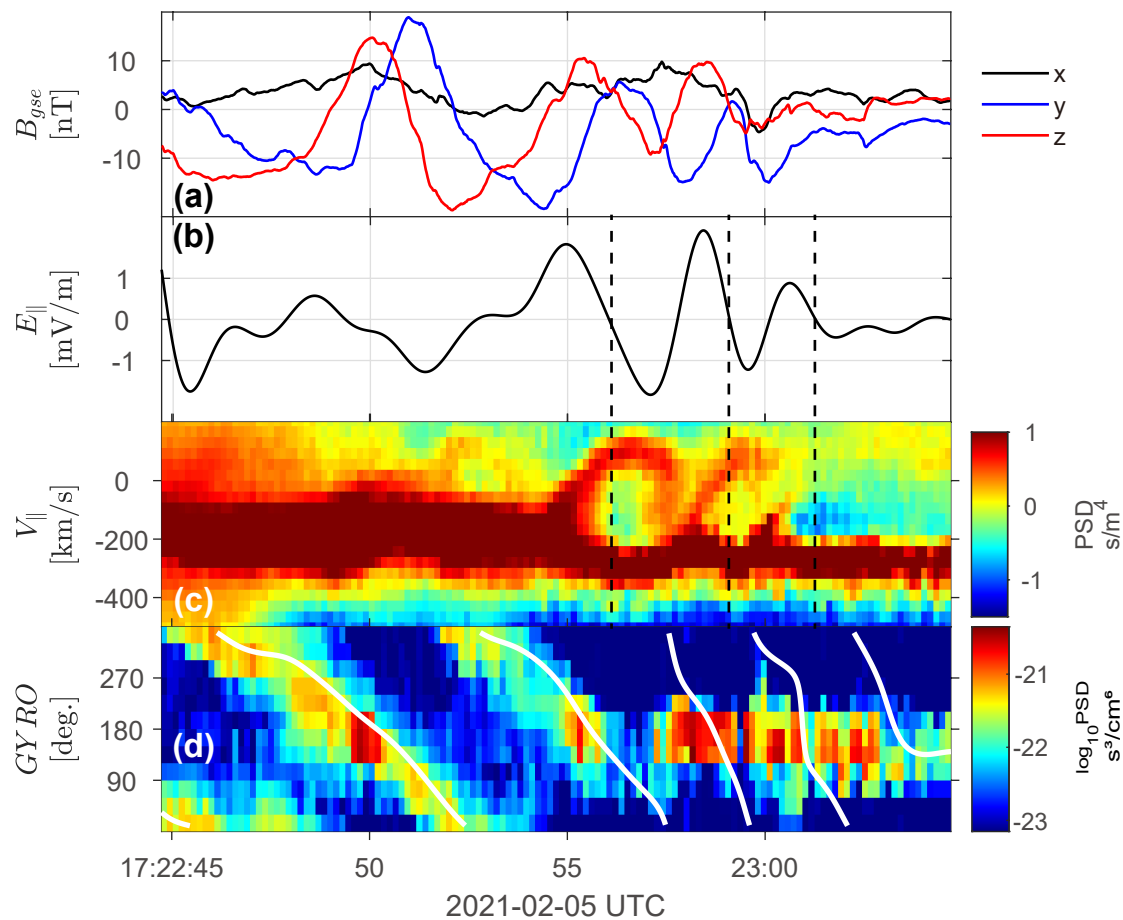 B_gse
[nT]
10
0
-10
(a)
x
y
z
(b)
E_||
[mV/m]
1
0
-1
V_||
[km/s]
0
-200
-400
(c)
1
0
-1
PSD
s/m⁴
GYRO
[deg.]
270
180
90
(d)
-21
-22
-23
log₁₀PSD
s³/cm⁶
17:22:45 50 55 23:00
2021-02-05 UTC